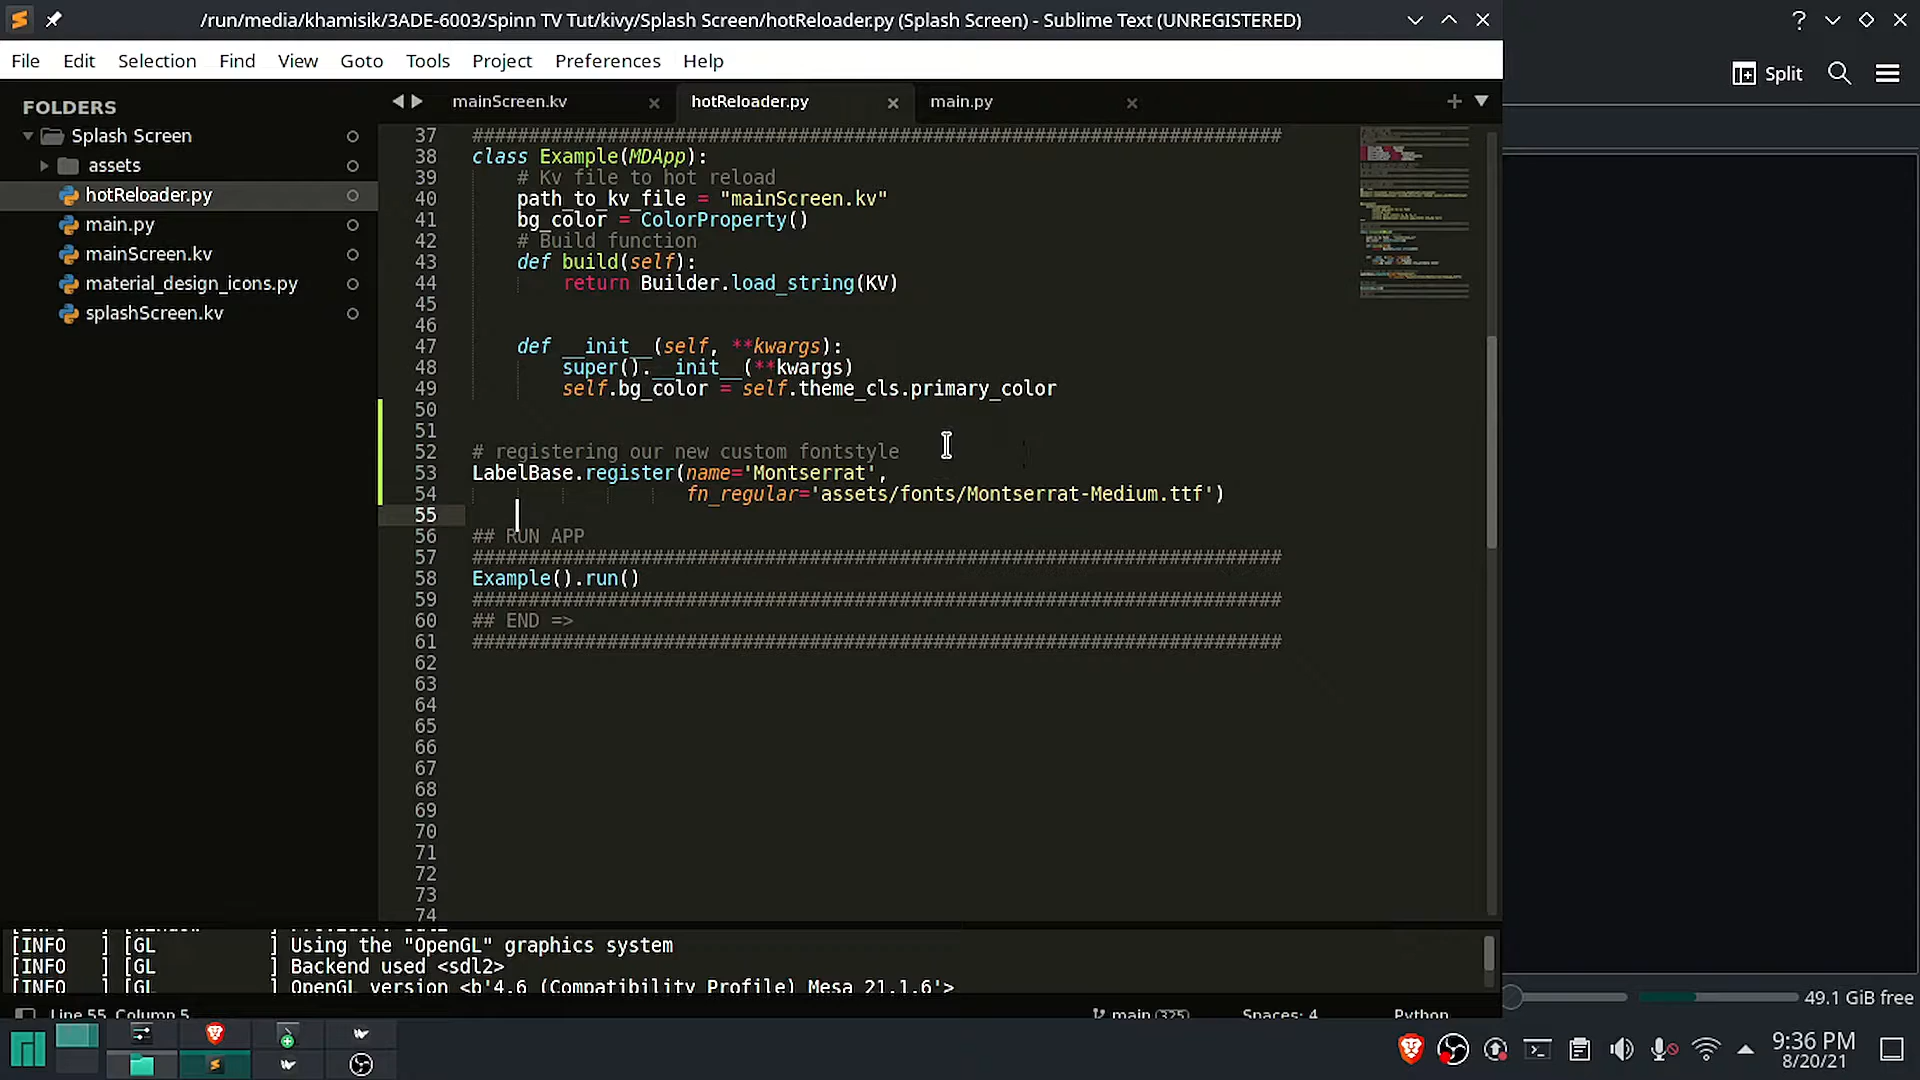 /run/media/khamisik/3ADE-6003/Spinn TV Tut/kivy/Splash Screen/hotReloader.py (Splash Screen) - Sublime Text (UNREGISTERED)
File Edit Selection Find View Goto Tools Project Preferences Help
Split
FOLDERS
Splash Screen
assets
hotReloader.py
main.py
mainScreen.kv
material_design_icons.py
splashScreen.kv
mainScreen.kv hotReloader.py main.py
37 ########################################################################
38 class Example(MDApp):
39 # Kv file to hot reload
40 path_to_kv_file = "mainScreen.kv"
41 bg_color = ColorProperty()
42 # Build function
43 def build(self):
44 return Builder.load_string(KV)
45
46
47 def __init__(self, **kwargs):
48 super().__init__(**kwargs)
49 self.bg_color = self.theme_cls.primary_color
50
51
52 # registering our new custom fontstyle
53 LabelBase.register(name='Montserrat',
54 fn_regular='assets/fonts/Montserrat-Medium.ttf')
55
56 ## RUN APP
57 ########################################################################
58 Example().run()
59 ########################################################################
60 ## END =>
61 ########################################################################
62
63
64
65
66
67
68
69
70
71
72
73
74
[INFO ] [GL ] Using the "OpenGL" graphics system
[INFO ] [GL ] Backend used <sdl2>
[INFO ] [GL ] OpenGL version <b'4.6 (Compatibility Profile) Mesa 21.1.6'>
Line 55, Column 5 main (325) Spaces: 4 Python
49.1 GiB free
9:36 PM
8/20/21